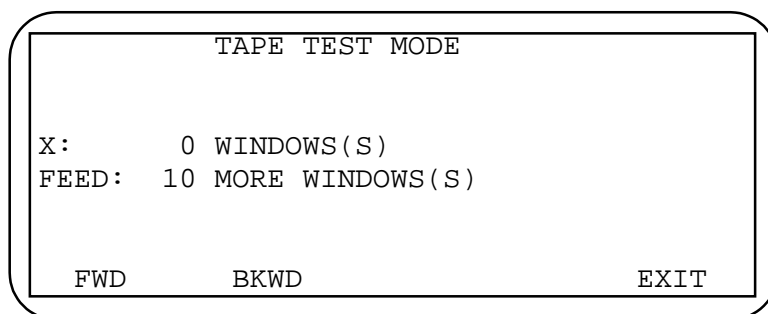 TAPE TEST MODE
X: 0 WINDOWS(S)
FEED: 10 MORE WINDOWS(S)
FWD BKWD EXIT